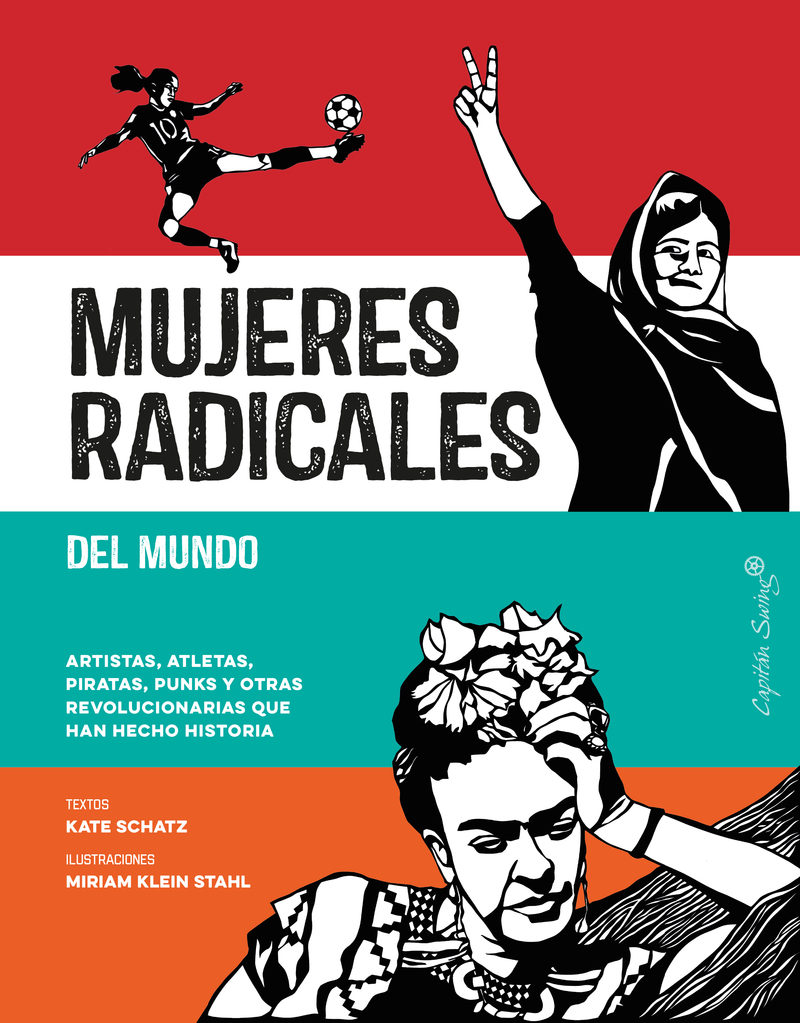 10
MUJERES
RADICALES
DEL MUNDO
ARTISTAS, ATLETAS,
PIRATAS, PUNKS Y OTRAS
REVOLUCIONARIAS QUE
HAN HECHO HISTORIA
TEXTOS
KATE SCHATZ
ILUSTRACIONES
MIRIAM KLEIN STAHL
Capitán Swing